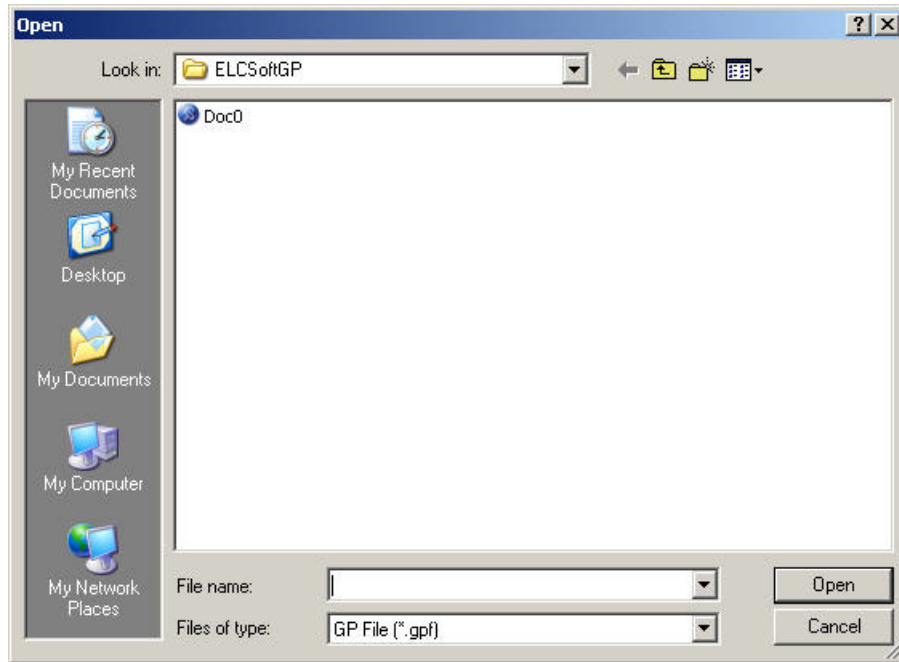 Open
Look in:
ELCSoftGP
Doc0
My Recent
Documents
Desktop
My Documents
My Computer
My Network
Places
File name:
Open
Files of type:
GP File (*.gpf)
Cancel